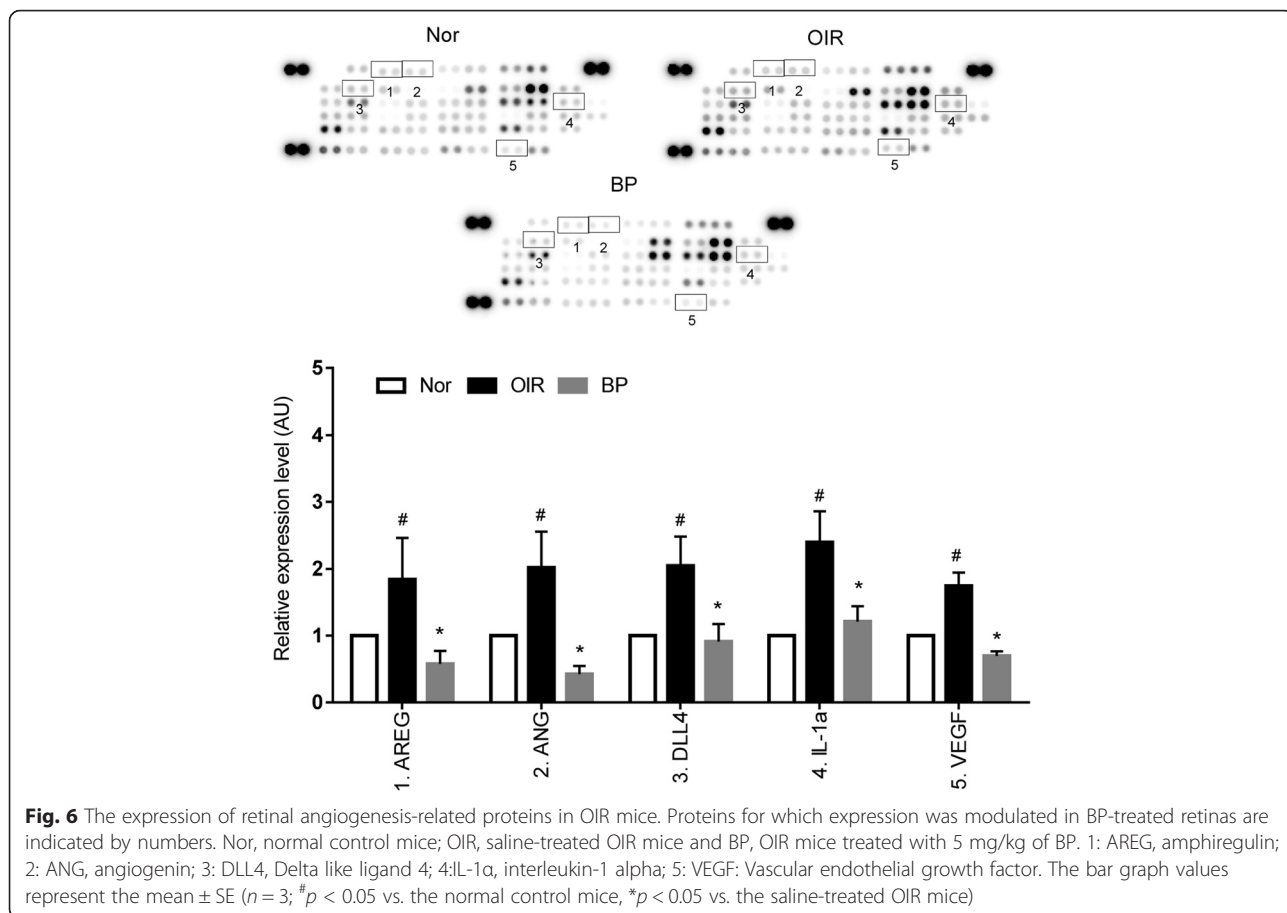 Nor
OIR
1 2
3
4
5
1 2
3
4
5
BP
1 2
3
4
5
Relative expression level (AU)
5
4
3
2
1
0
Nor OIR BP
# # # # #
* * * * *
1. AREG
2. ANG
3. DLL4
4. IL-1a
5. VEGF
Fig. 6 The expression of retinal angiogenesis-related proteins in OIR mice. Proteins for which expression was modulated in BP-treated retinas are
indicated by numbers. Nor, normal control mice; OIR, saline-treated OIR mice and BP, OIR mice treated with 5 mg/kg of BP. 1: AREG, amphiregulin;
2: ANG, angiogenin; 3: DLL4, Delta like ligand 4; 4:IL-1α, interleukin-1 alpha; 5: VEGF: Vascular endothelial growth factor. The bar graph values
represent the mean ± SE (n = 3; #p < 0.05 vs. the normal control mice, *p < 0.05 vs. the saline-treated OIR mice)